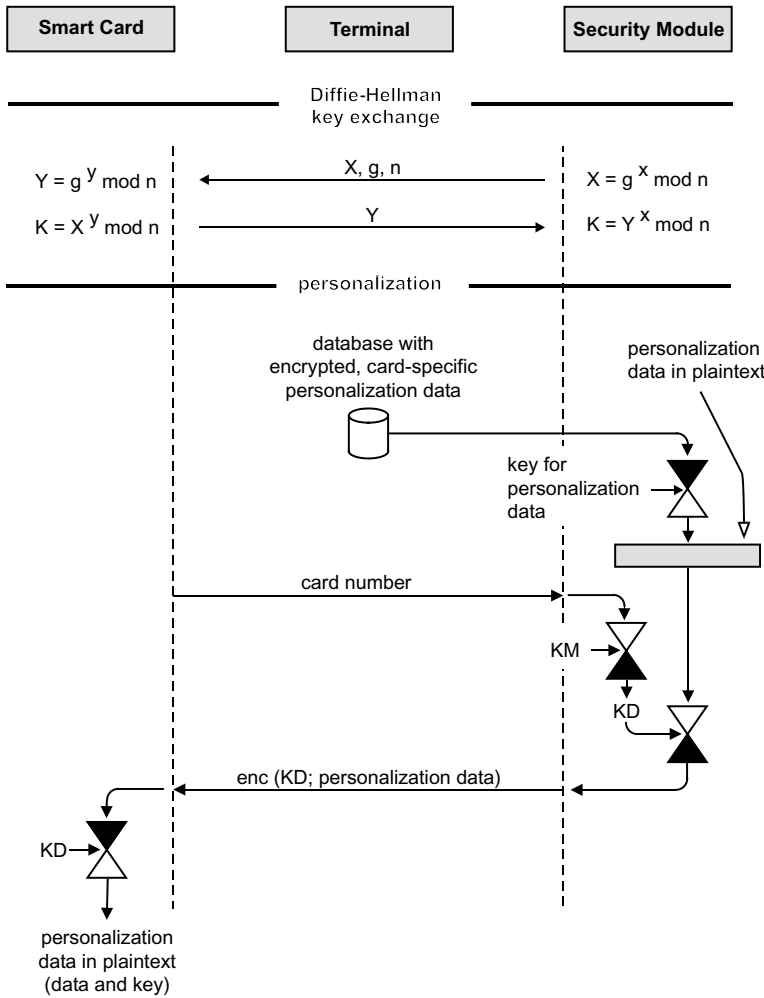 Smart Card
Terminal
Security Module
Diffie-Hellman
key exchange
X, g, n
Y = g y mod n
X = g x mod n
Y
K = X y mod n
K = Y x mod n
personalization
database with
encrypted, card-specific
personalization data
personalization
data in plaintext
key for
personalization
data
card number
KM
KD
enc (KD; personalization data)
KD
personalization
data in plaintext
(data and key)